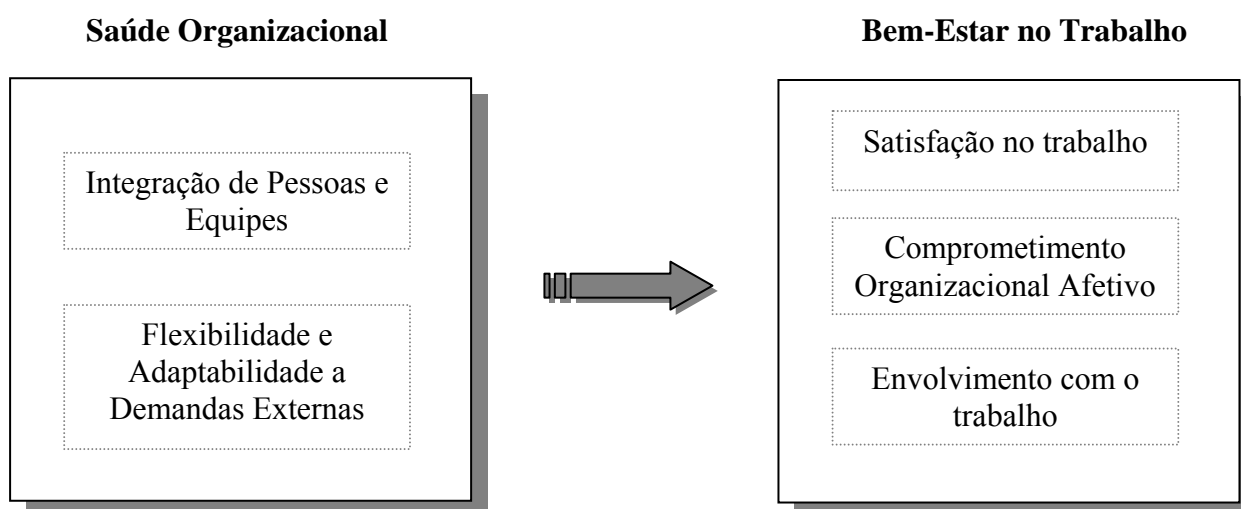 Saúde Organizacional
Integração de Pessoas e
Equipes
Flexibilidade e
Adaptabilidade a
Demandas Externas
Bem-Estar no Trabalho
Satisfação no trabalho
Comprometimento
Organizacional Afetivo
Envolvimento com o
trabalho